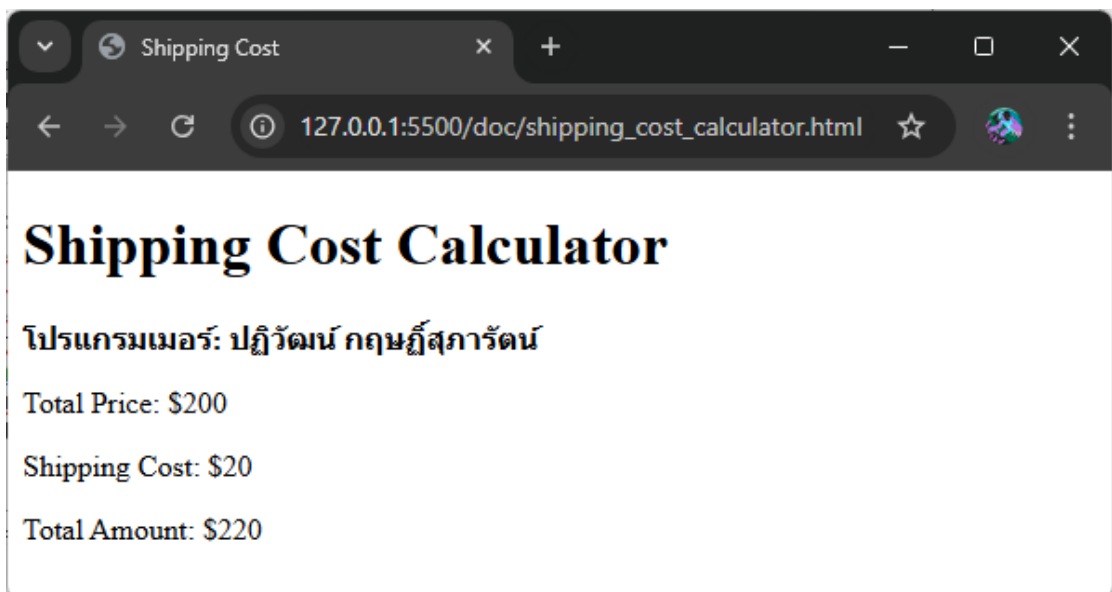 Shipping Cost
127.0.0.1:5500/doc/shipping_cost_calculator.html
Shipping Cost Calculator
โปรแกรมเมอร์: ปฏิวัฒน์ กฤษฏิ์สุภารัตน์
Total Price: $200
Shipping Cost: $20
Total Amount: $220